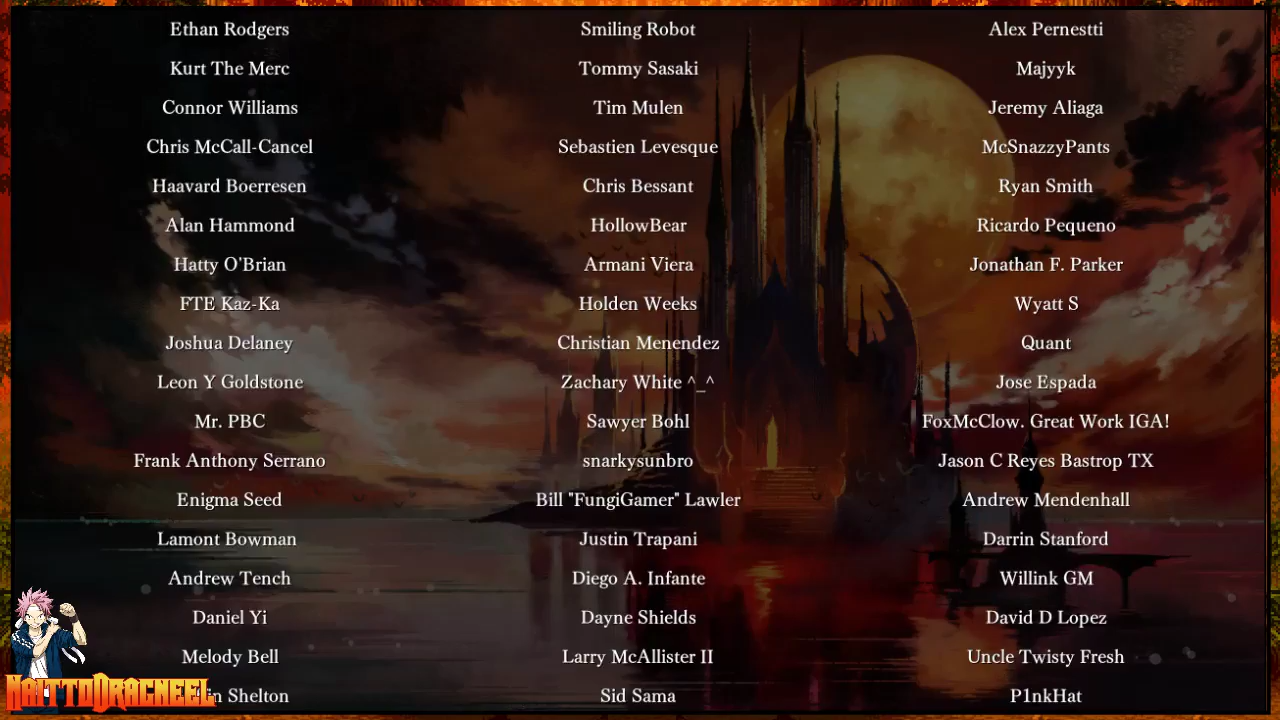 Ethan Rodgers
Smiling Robot
Alex Pernestti
Kurt The Merc
Tommy Sasaki
Majyyk
Connor Williams
Tim Mulen
Jeremy Aliaga
Chris McCall-Cancel
Sebastien Levesque
McSnazzyPants
Haavard Boerresen
Chris Bessant
Ryan Smith
Alan Hammond
HollowBear
Ricardo Pequeno
Hatty O'Brian
Armani Viera
Jonathan F. Parker
FTE Kaz-Ka
Holden Weeks
Wyatt S
Joshua Delaney
Christian Menendez
Quant
Leon Y Goldstone
Zachary White ^_^
Jose Espada
Mr. PBC
Sawyer Bohl
FoxMcClow. Great Work IGA!
Frank Anthony Serrano
snarkysunbro
Jason C Reyes Bastrop TX
Enigma Seed
Bill "FungiGamer" Lawler
Andrew Mendenhall
Lamont Bowman
Justin Trapani
Darrin Stanford
Andrew Tench
Diego A. Infante
Willink GM
Daniel Yi
Dayne Shields
David D Lopez
Melody Bell
Larry McAllister II
Uncle Twisty Fresh
Shelton
Sid Sama
P1nkHat
NaittoDragneel